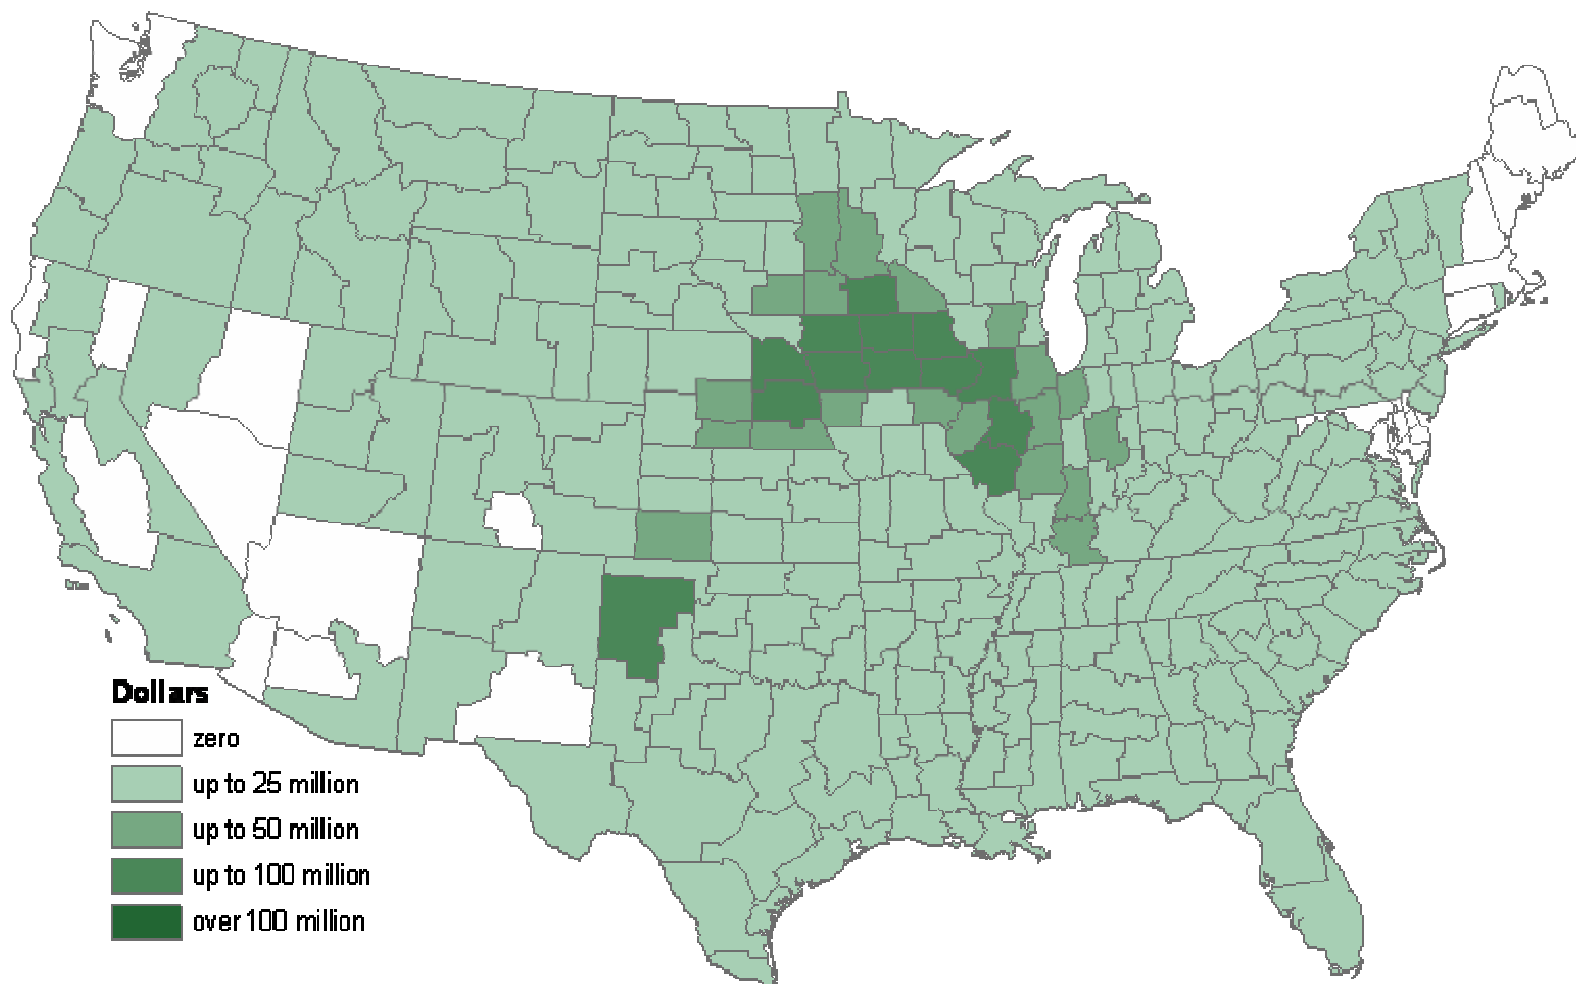 Dollars
zero
up to 25 million
up to 50 million
up to 100 million
over 100 million